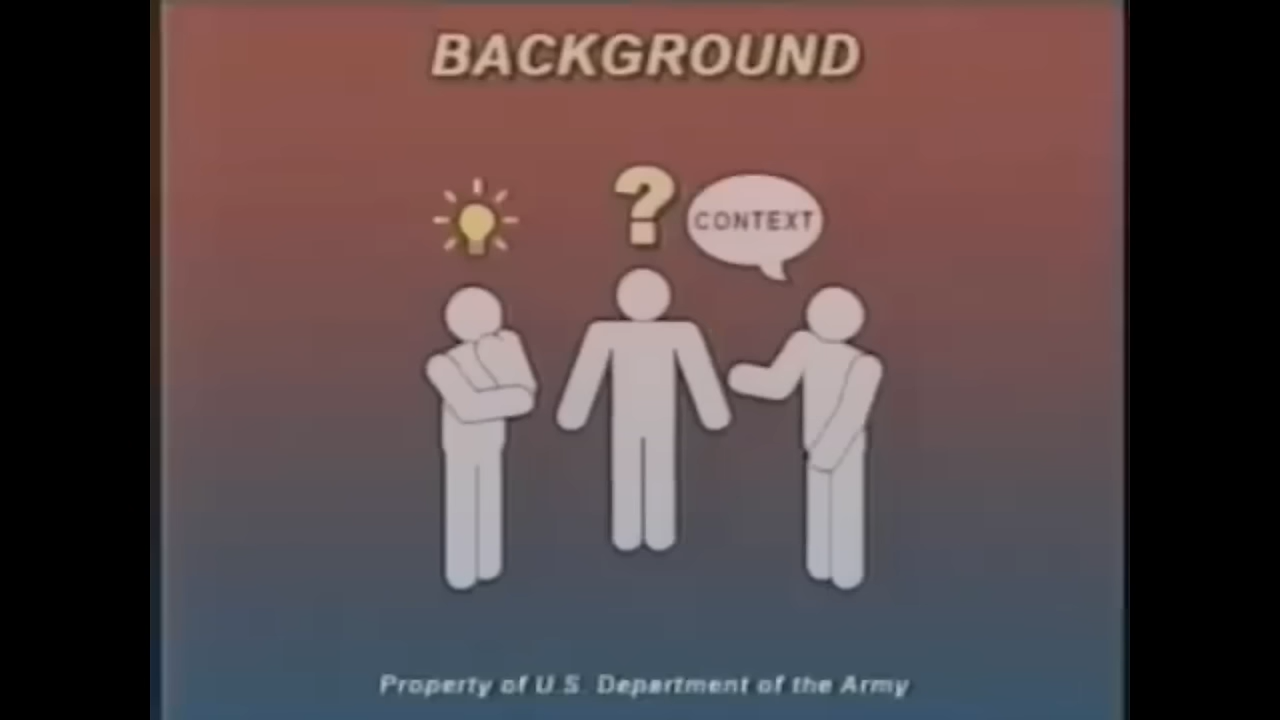 BACKGROUND
?
CONTEXT
Property of U.S. Department of the Army